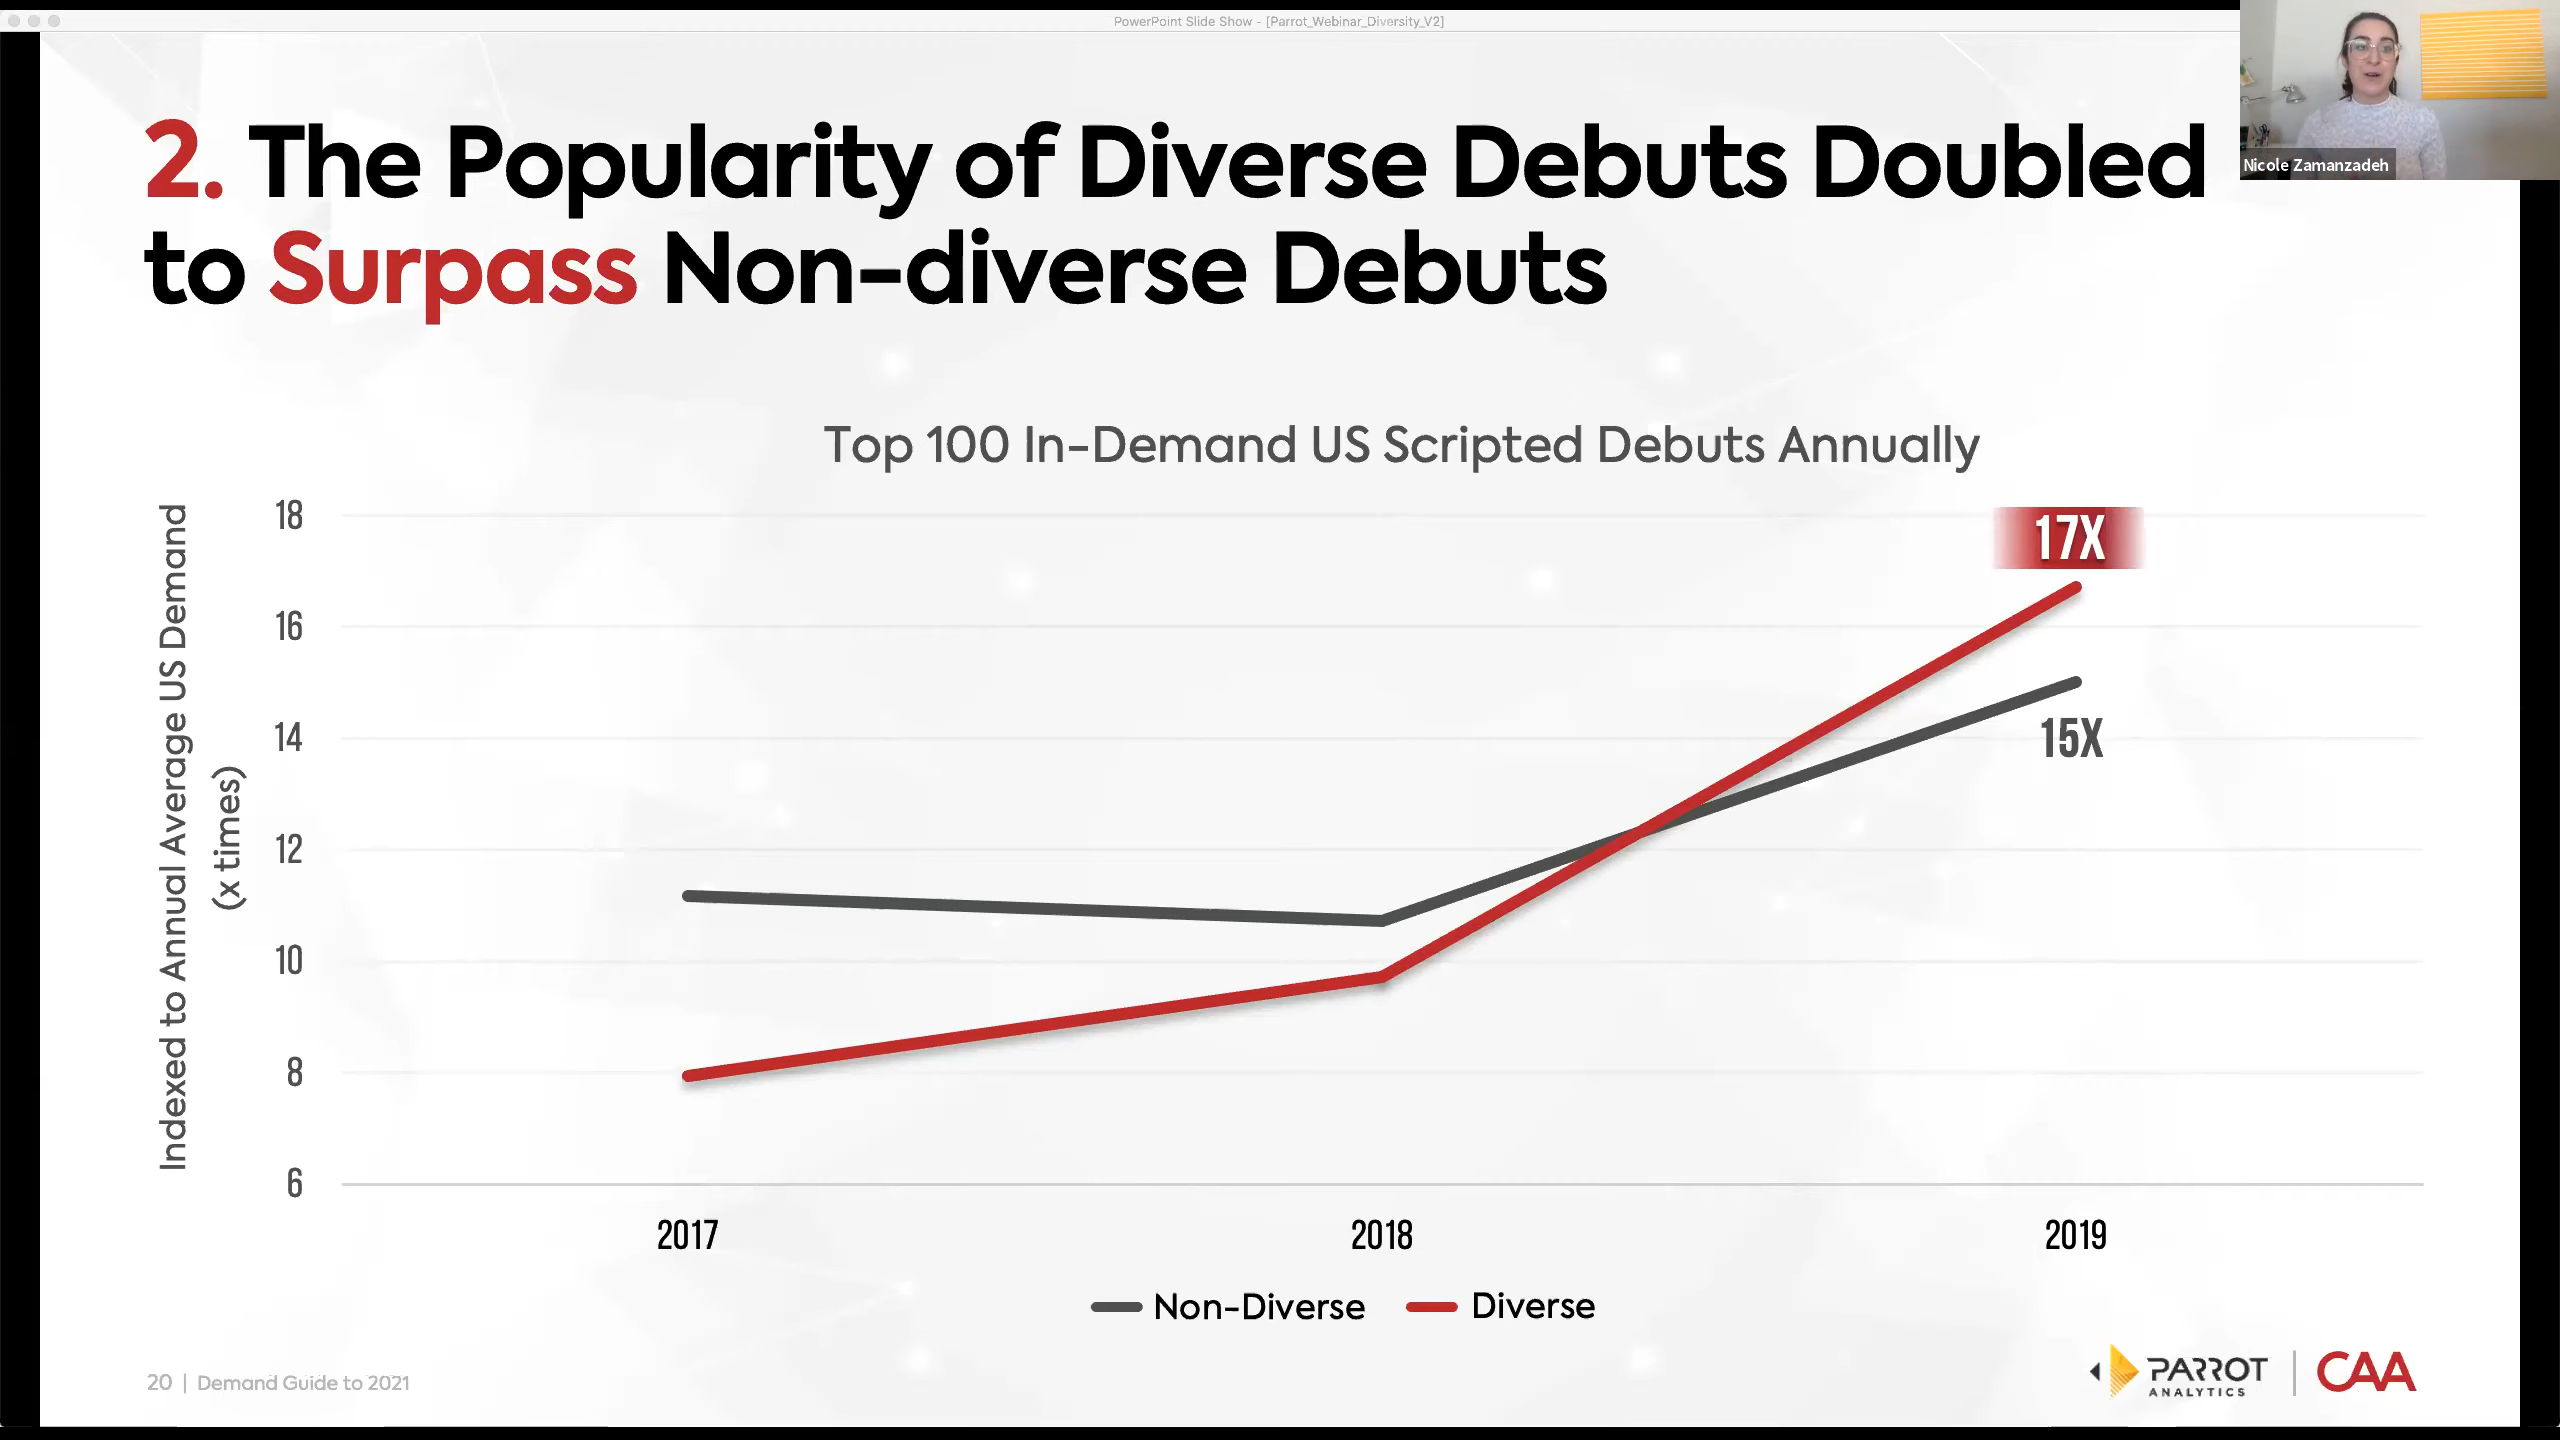 PowerPoint Slide Show - [Parrot_Webinar_Diversity_V2]
Nicole Zamanzadeh
2. The Popularity of Diverse Debuts Doubled
to Surpass Non-diverse Debuts
Top 100 In-Demand US Scripted Debuts Annually
Indexed to Annual Average US Demand
(x times)
18
16
14
12
10
8
6
17X
15X
2017
2018
2019
Non-Diverse
Diverse
20 | Demand Guide to 2021
PARROT
ANALYTICS
CAA